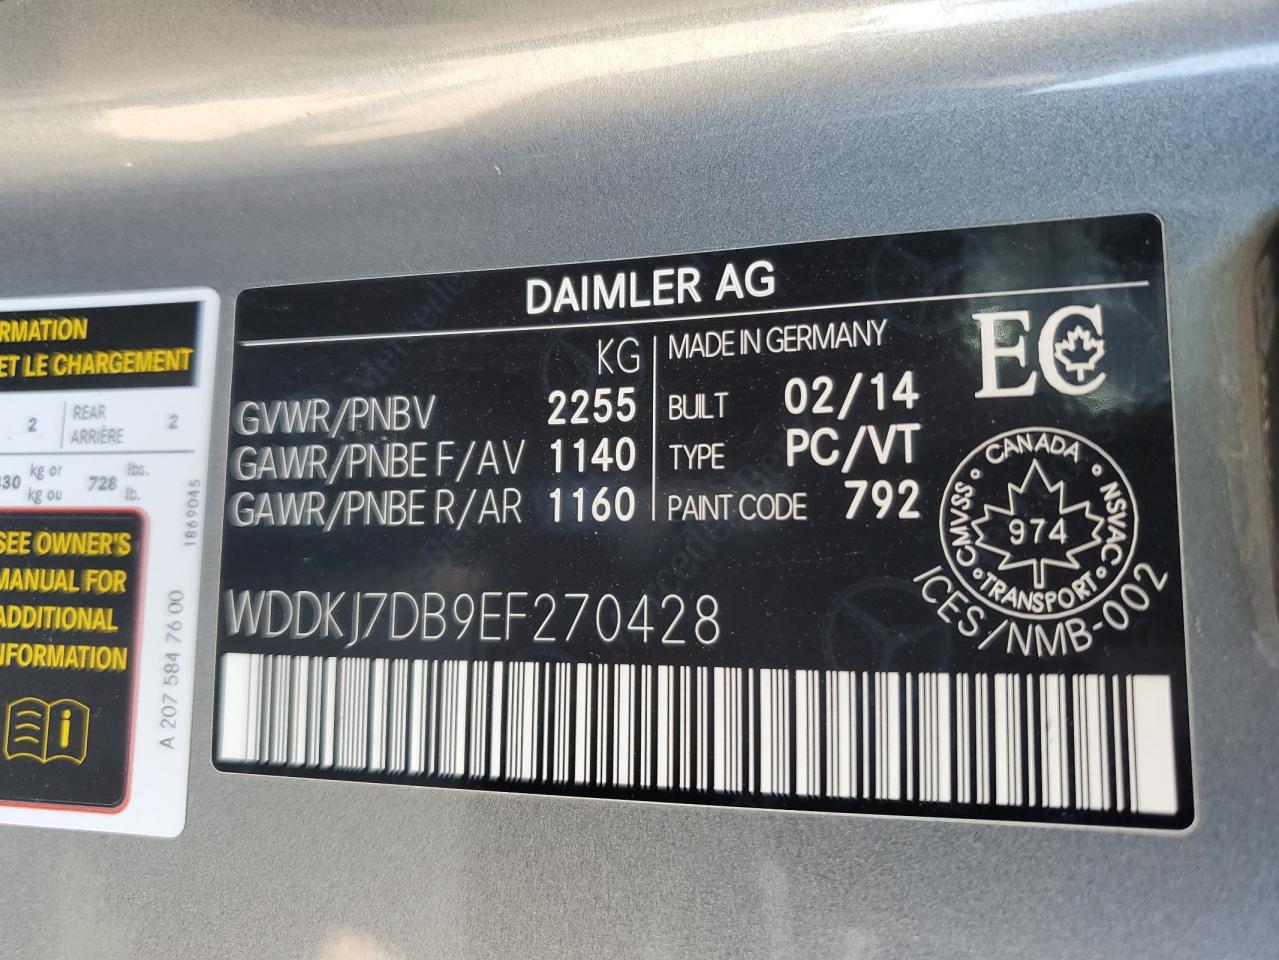 RMATION
ET LE CHARGEMENT
2 REAR ARRIÈRE 2
kg or kg ou 728 lbs. lb.
SEE OWNER'S
MANUAL FOR
ADDITIONAL
NFORMATION
1869045
A 207 584 76 00
DAIMLER AG
KG
GVWR/PNBV 2255
GAWR/PNBE F/AV 1140
GAWR/PNBE R/AR 1160
MADE IN GERMANY
BUILT 02/14
TYPE PC/VT
PAINT CODE 792
EC
CANADA
CMVSS NSVAC
974
TRANSPORT
ICES/NMB-002
WDDKJ7DB9EF270428